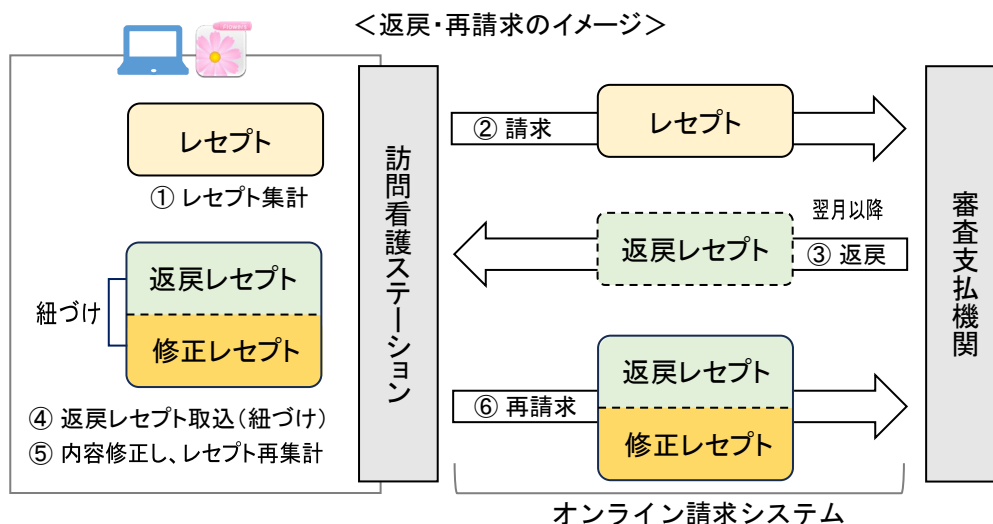 ＜返戻・再請求のイメージ＞
レセプト
① レセプト集計
返戻レセプト
修正レセプト
紐づけ
④ 返戻レセプト取込（紐づけ）
⑤ 内容修正し、レセプト再集計
訪問看護ステーション
② 請求
レセプト
翌月以降
返戻レセプト
③ 返戻
⑥ 再請求
返戻レセプト
修正レセプト
審査支払機関
オンライン請求システム